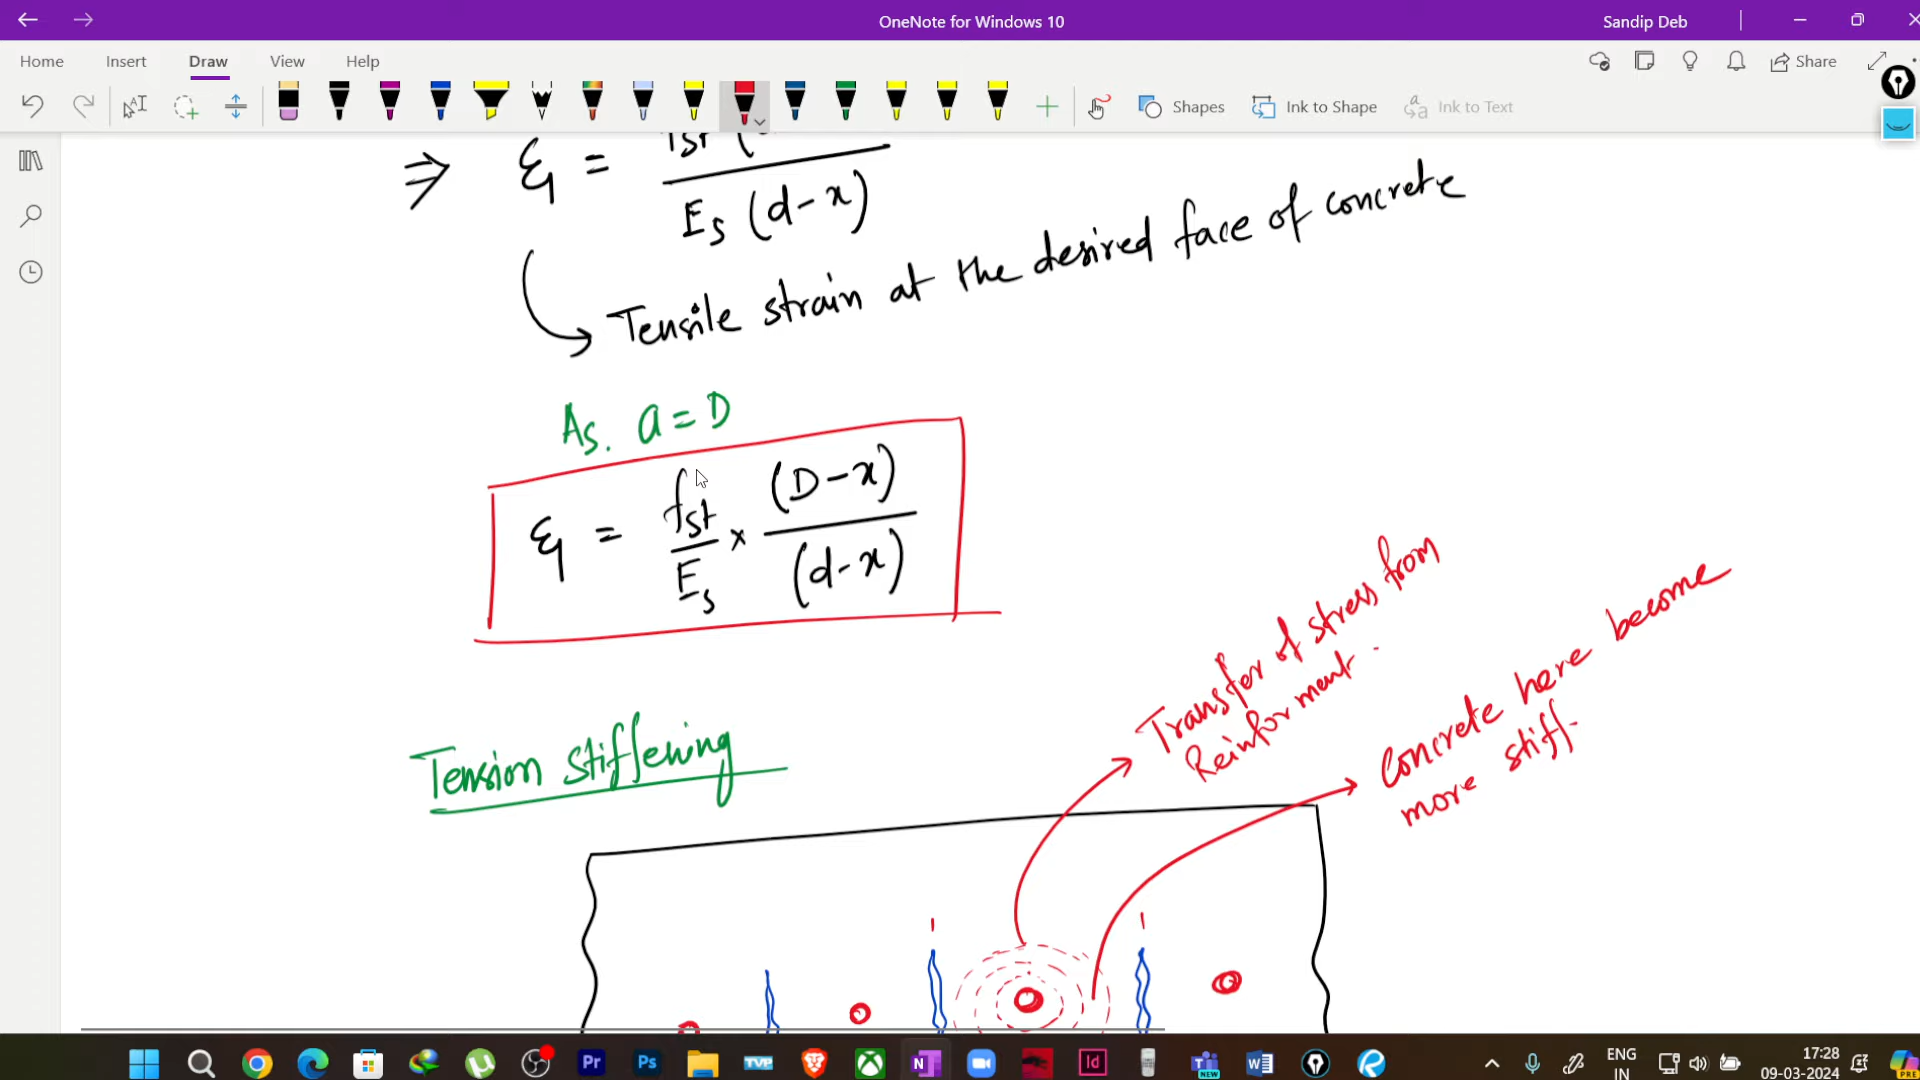 OneNote for Windows 10
Sandip Deb
Home Insert Draw View Help
Share
Shapes Ink to Shape Ink to Text
⇒ ε₁ = fst (
Es (d-x)
Tensile strain at the desired face of concrete
As. a = D
ε₁ = fst/Es × (D-x)/(d-x)
Transfer of stress from
Reinforment.
Concrete here become
more stiff.
Tension stiffening
ENG
IN
17:28
09-03-2024